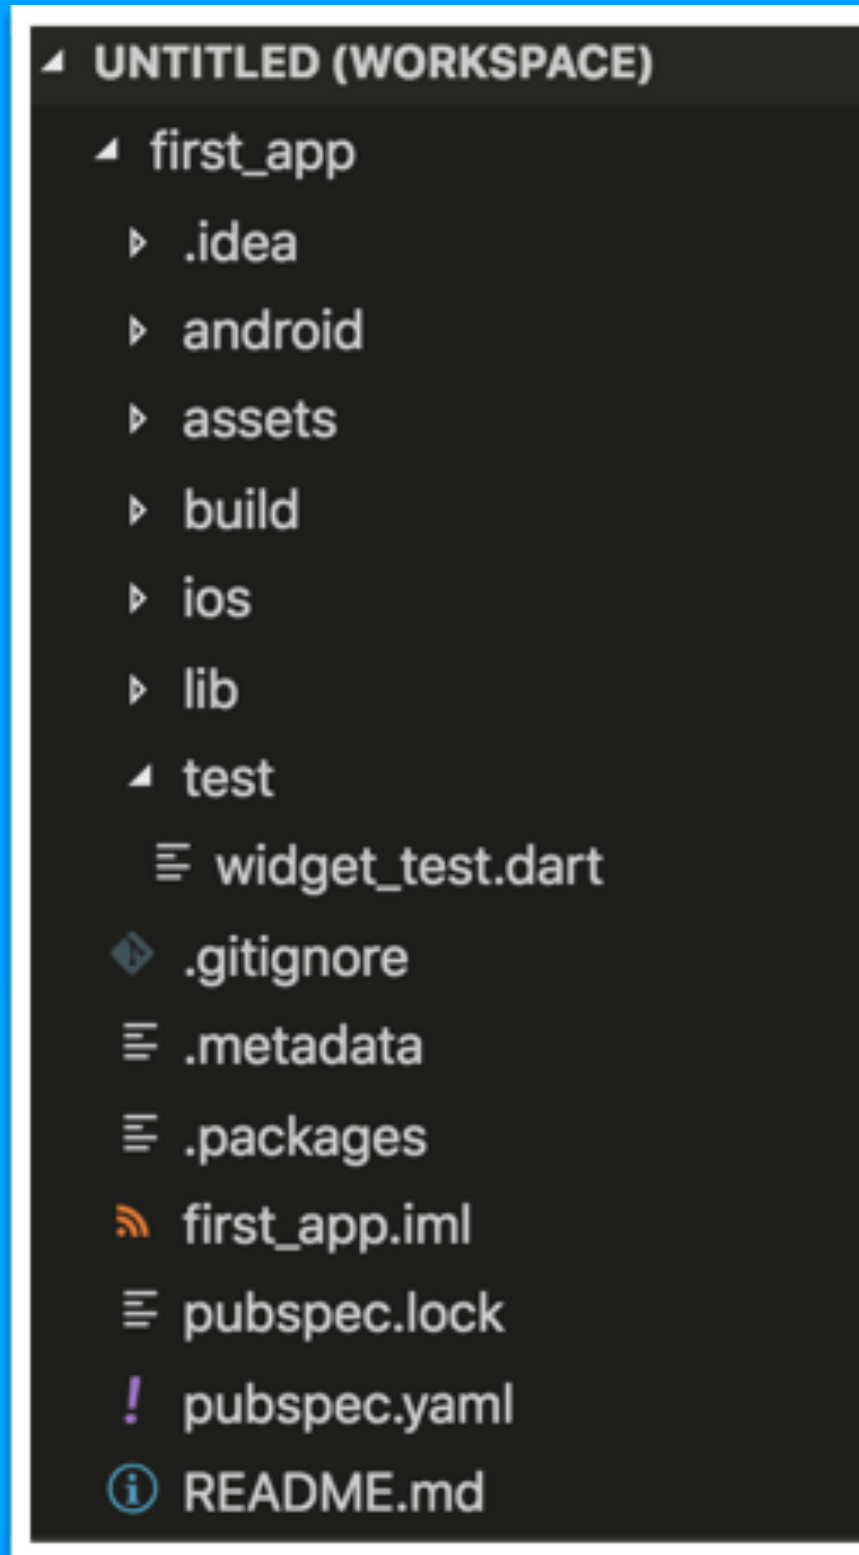 UNTITLED (WORKSPACE)
first_app
.idea
android
assets
build
ios
lib
test
widget_test.dart
.gitignore
.metadata
.packages
first_app.iml
pubspec.lock
pubspec.yaml
README.md